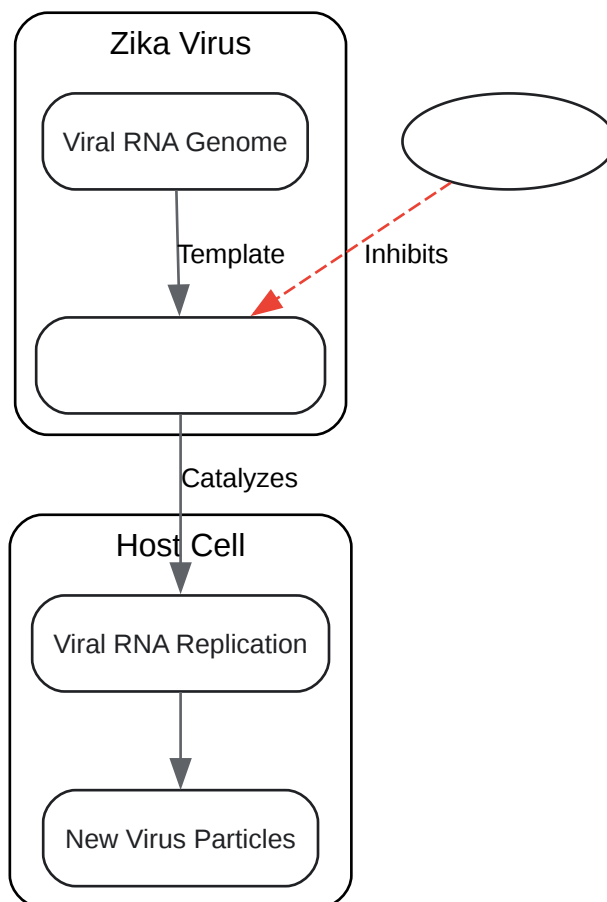 Zika Virus
Viral RNA Genome
Template
Inhibits
Catalyzes
Host Cell
Viral RNA Replication
New Virus Particles